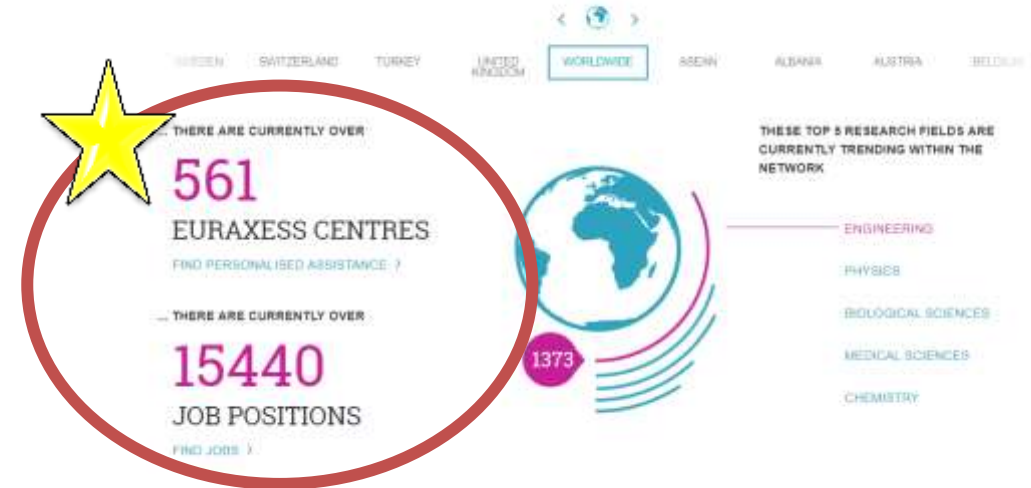 SWEDEN SWITZERLAND TURKEY UNITED KINGDOM WORLDWIDE ASEAN ALBANIA AUSTRIA BELGIUM
... THERE ARE CURRENTLY OVER
561
EURAXESS CENTRES
FIND PERSONALISED ASSISTANCE >
... THERE ARE CURRENTLY OVER
15440
JOB POSITIONS
FIND JOBS >
1373
THESE TOP 5 RESEARCH FIELDS ARE
CURRENTLY TRENDING WITHIN THE
NETWORK
ENGINEERING
PHYSICS
BIOLOGICAL SCIENCES
MEDICAL SCIENCES
CHEMISTRY